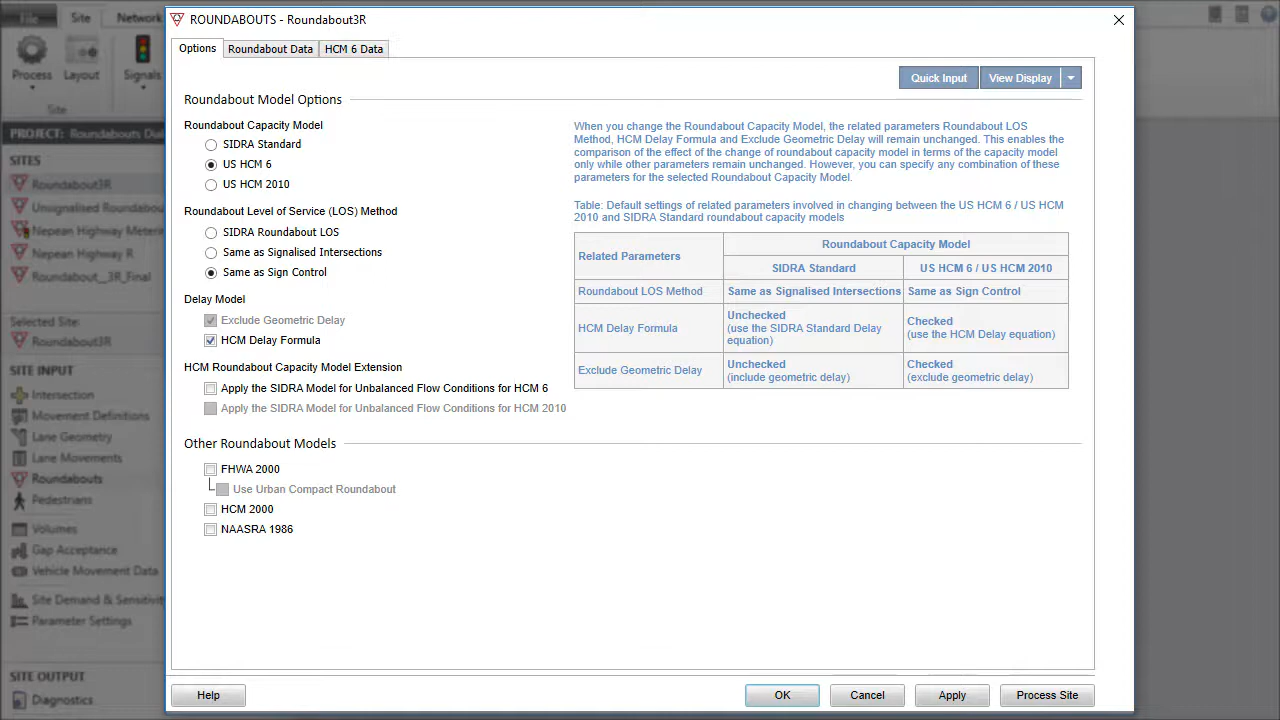 ROUNDABOUTS - Roundabout3R
File
Site
Network
Process
Layout
Signals
Site
PROJECT: Roundabouts Dial
SITES
Roundabout3R
Unsignalised Roundabou
Nepean Highway Meterin
Nepean Highway R
Roundabout__3R_Final
Selected Site:
Roundabout3R
SITE INPUT
Intersection
Movement Definitions
Lane Geometry
Lane Movements
Roundabouts
Pedestrians
Volumes
Gap Acceptance
Vehicle Movement Data
Site Demand & Sensitivit
Parameter Settings
SITE OUTPUT
Diagnostics
Options
Roundabout Data
HCM 6 Data
Quick Input
View Display
Roundabout Model Options
Roundabout Capacity Model
SIDRA Standard
US HCM 6
US HCM 2010
Roundabout Level of Service (LOS) Method
SIDRA Roundabout LOS
Same as Signalised Intersections
Same as Sign Control
Delay Model
Exclude Geometric Delay
HCM Delay Formula
HCM Roundabout Capacity Model Extension
Apply the SIDRA Model for Unbalanced Flow Conditions for HCM 6
Apply the SIDRA Model for Unbalanced Flow Conditions for HCM 2010
When you change the Roundabout Capacity Model, the related parameters Roundabout LOS
Method, HCM Delay Formula and Exclude Geometric Delay will remain unchanged. This enables the
comparison of the effect of the change of roundabout capacity model in terms of the capacity model
only while other parameters remain unchanged. However, you can specify any combination of these
parameters for the selected Roundabout Capacity Model.
Table: Default settings of related parameters involved in changing between the US HCM 6 / US HCM
2010 and SIDRA Standard roundabout capacity models
Related Parameters
Roundabout Capacity Model
SIDRA Standard
US HCM 6 / US HCM 2010
Roundabout LOS Method
Same as Signalised Intersections
Same as Sign Control
HCM Delay Formula
Unchecked
(use the SIDRA Standard Delay
equation)
Checked
(use the HCM Delay equation)
Exclude Geometric Delay
Unchecked
(include geometric delay)
Checked
(exclude geometric delay)
Other Roundabout Models
FHWA 2000
Use Urban Compact Roundabout
HCM 2000
NAASRA 1986
Help
OK
Cancel
Apply
Process Site